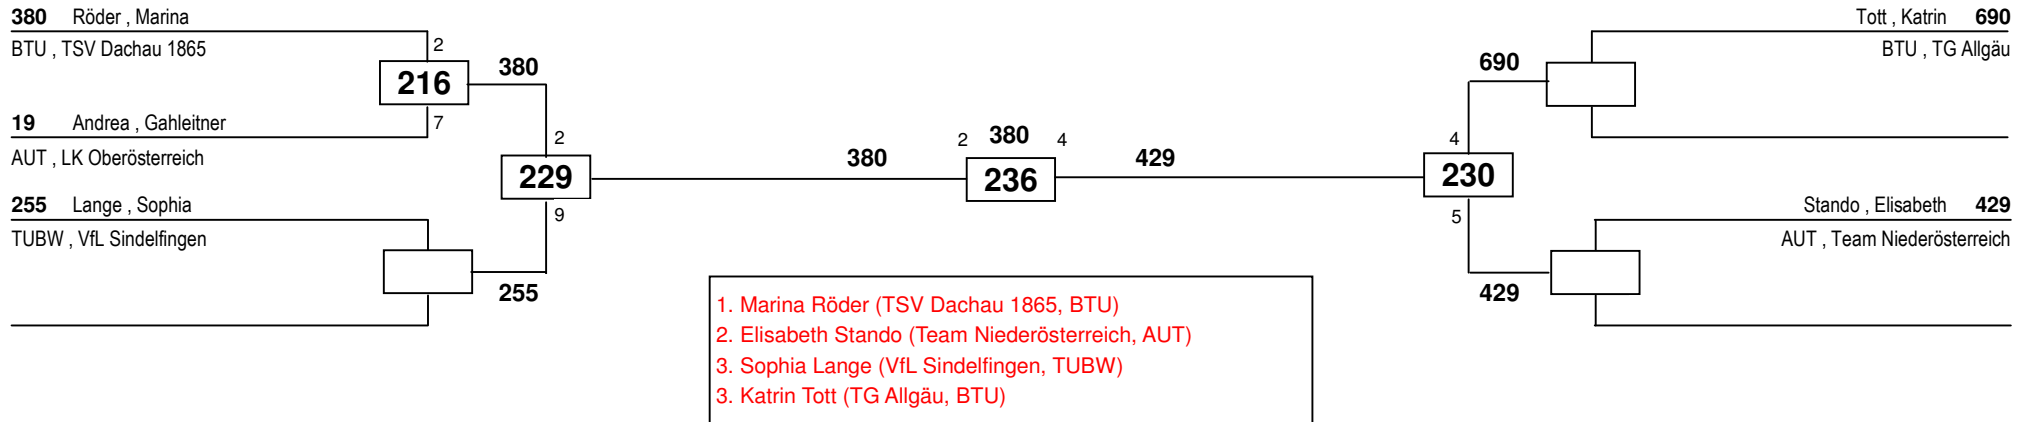 380 Röder , Marina
BTU , TSV Dachau 1865
2
216
380
7
19 Andrea , Gahleitner
AUT , LK Oberösterreich
2
229
9
255 Lange , Sophia
TUBW , VfL Sindelfingen
255
380
2 380 4
236
429
Tott , Katrin 690
BTU , TG Allgäu
690
4
230
5
Stando , Elisabeth 429
AUT , Team Niederösterreich
429
1. Marina Röder (TSV Dachau 1865, BTU)
2. Elisabeth Stando (Team Niederösterreich, AUT)
3. Sophia Lange (VfL Sindelfingen, TUBW)
3. Katrin Tott (TG Allgäu, BTU)